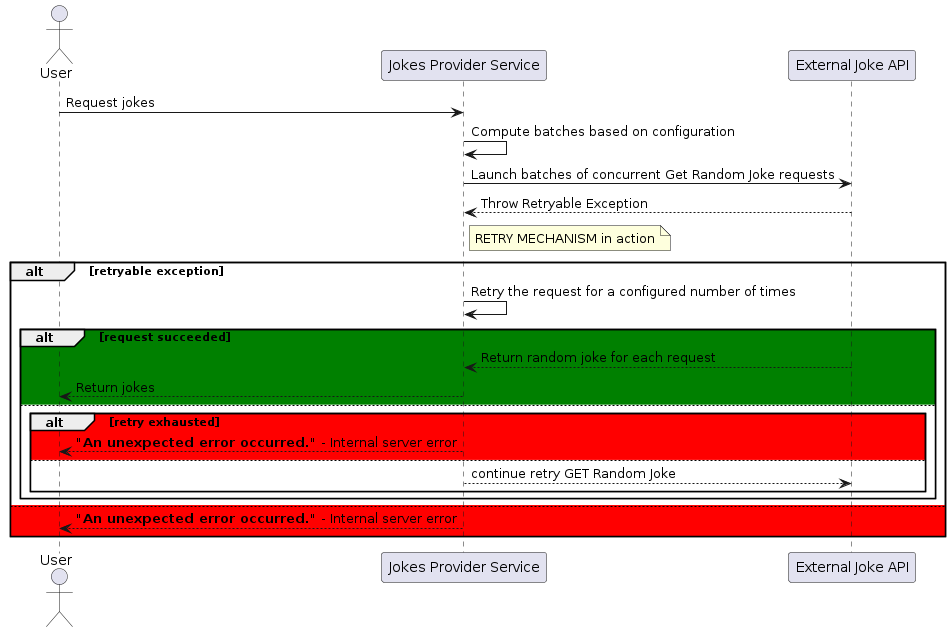 User
Jokes Provider Service
External Joke API
Request jokes
Compute batches based on configuration
Launch batches of concurrent Get Random Joke requests
Throw Retryable Exception
RETRY MECHANISM in action
alt [retryable exception]
Retry the request for a configured number of times
alt [request succeeded]
Return random joke for each request
Return jokes
alt [retry exhausted]
"An unexpected error occurred." - Internal server error
continue retry GET Random Joke
"An unexpected error occurred." - Internal server error
User
Jokes Provider Service
External Joke API